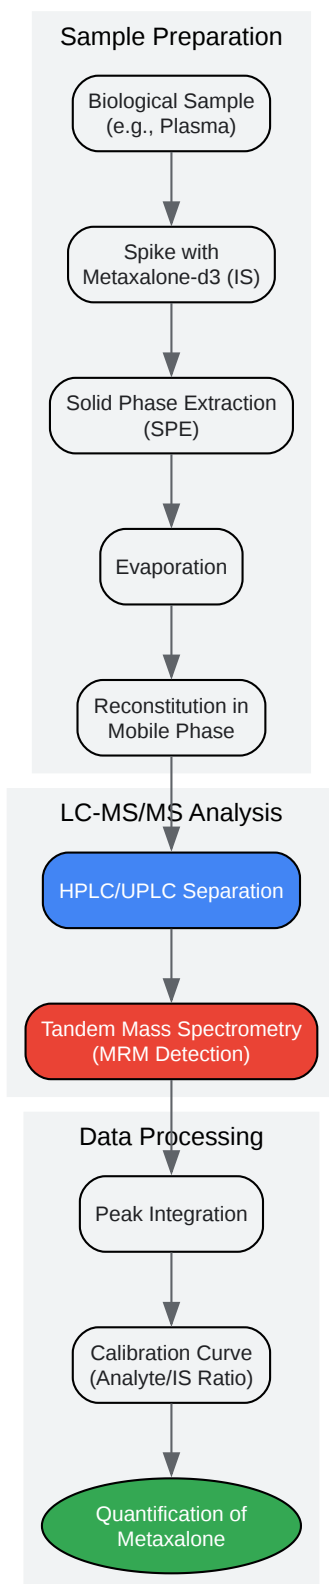 Sample Preparation
Biological Sample
(e.g., Plasma)
Spike with
Metaxalone-d3 (IS)
Solid Phase Extraction
(SPE)
Evaporation
Reconstitution in
Mobile Phase
LC-MS/MS Analysis
HPLC/UPLC Separation
Tandem Mass Spectrometry
(MRM Detection)
Data Processing
Peak Integration
Calibration Curve
(Analyte/IS Ratio)
Quantification of
Metaxalone